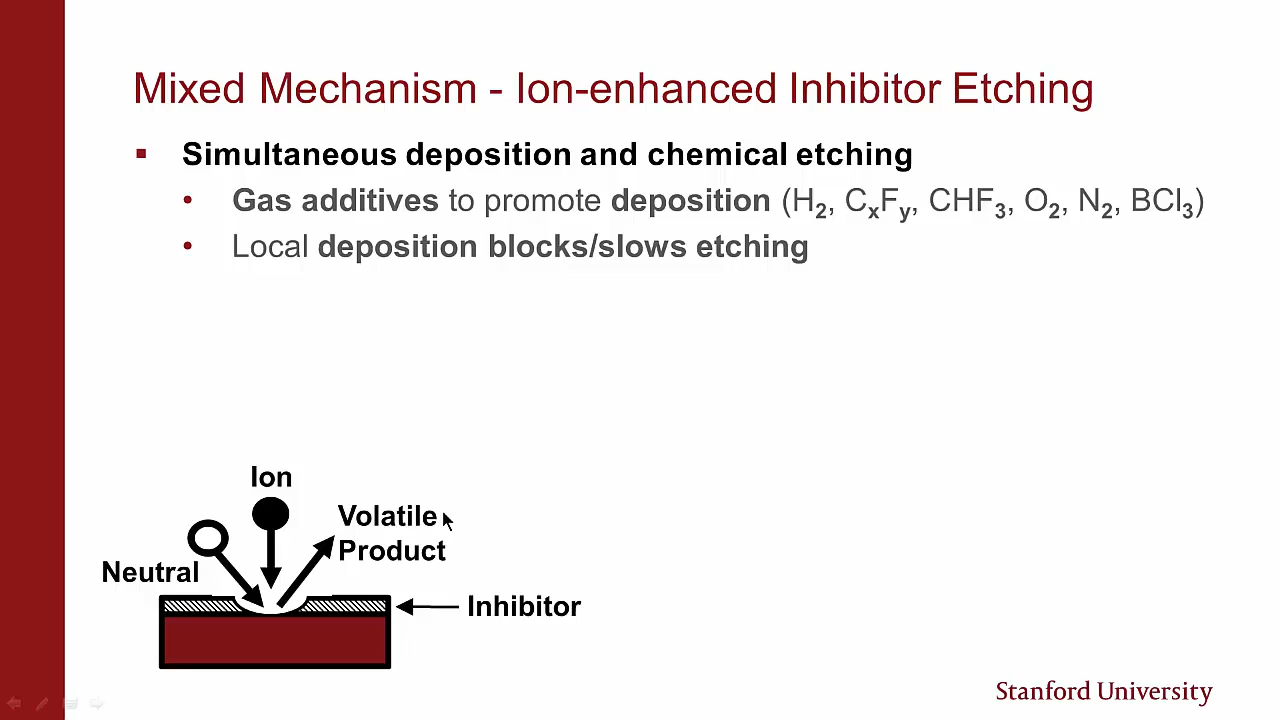 Mixed Mechanism - Ion-enhanced Inhibitor Etching
▪ Simultaneous deposition and chemical etching
• Gas additives to promote deposition (H₂, CₓFᵧ, CHF₃, O₂, N₂, BCl₃)
• Local deposition blocks/slows etching
Ion
Volatile
Product
Neutral
Inhibitor
Stanford University